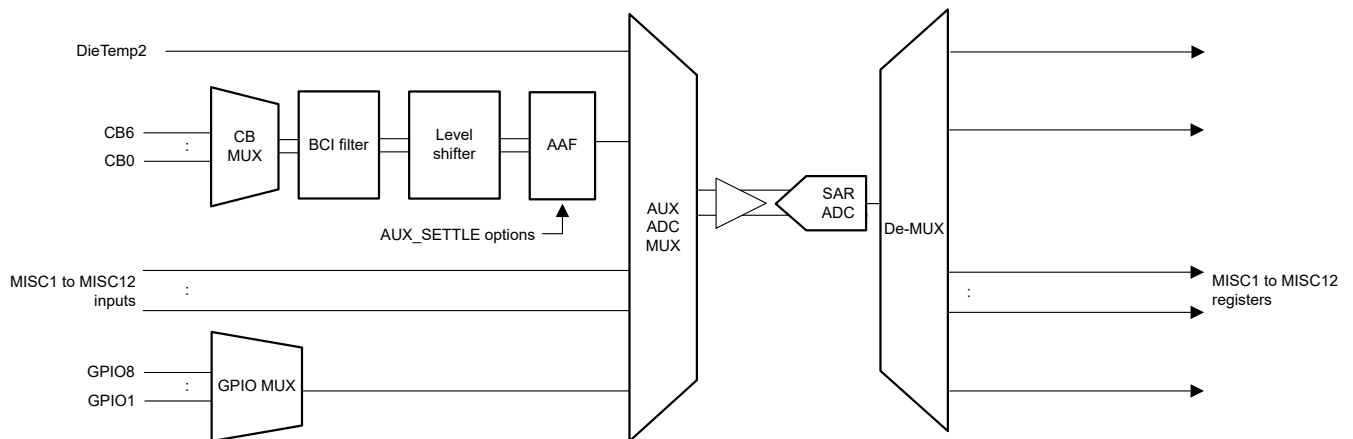 DieTemp2
CB6
:
CB0
CB
MUX
BCI filter
Level
shifter
AAF
AUX_SETTLE options
MISC1 to MISC12
inputs
:
GPIO8
:
GPIO1
GPIO MUX
AUX
ADC
MUX
SAR
ADC
De-MUX
:
MISC1 to MISC12
registers